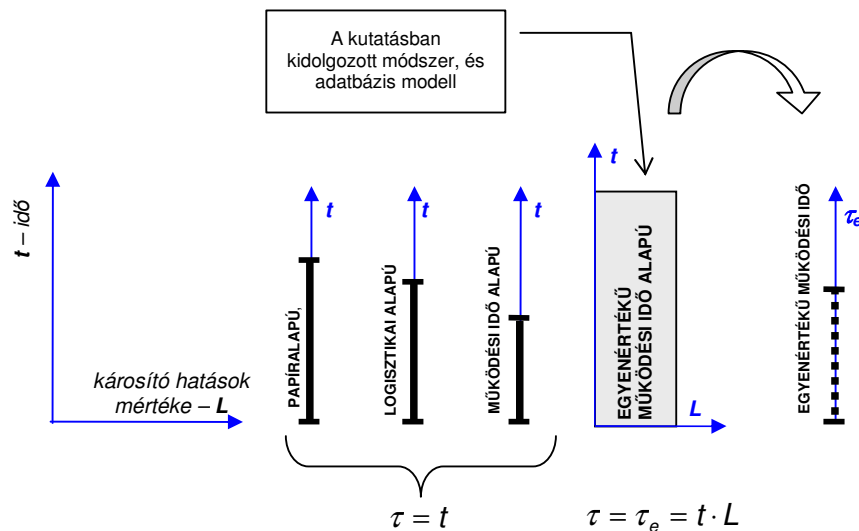 A kutatásban
kidolgozott módszer, és
adatbázis modell
t – idő
károsító hatások
mértéke – L
t
PAPÍRALAPÚ,
t
LOGISZTIKAI ALAPÚ
t
MŰKÖDÉSI IDŐ ALAPÚ
t
EGYENÉRTÉKŰ
MŰKÖDÉSI IDŐ ALAPÚ
L
EGYENÉRTÉKŰ MŰKÖDÉSI IDŐ
τe
τ = t
τ = τe = t · L